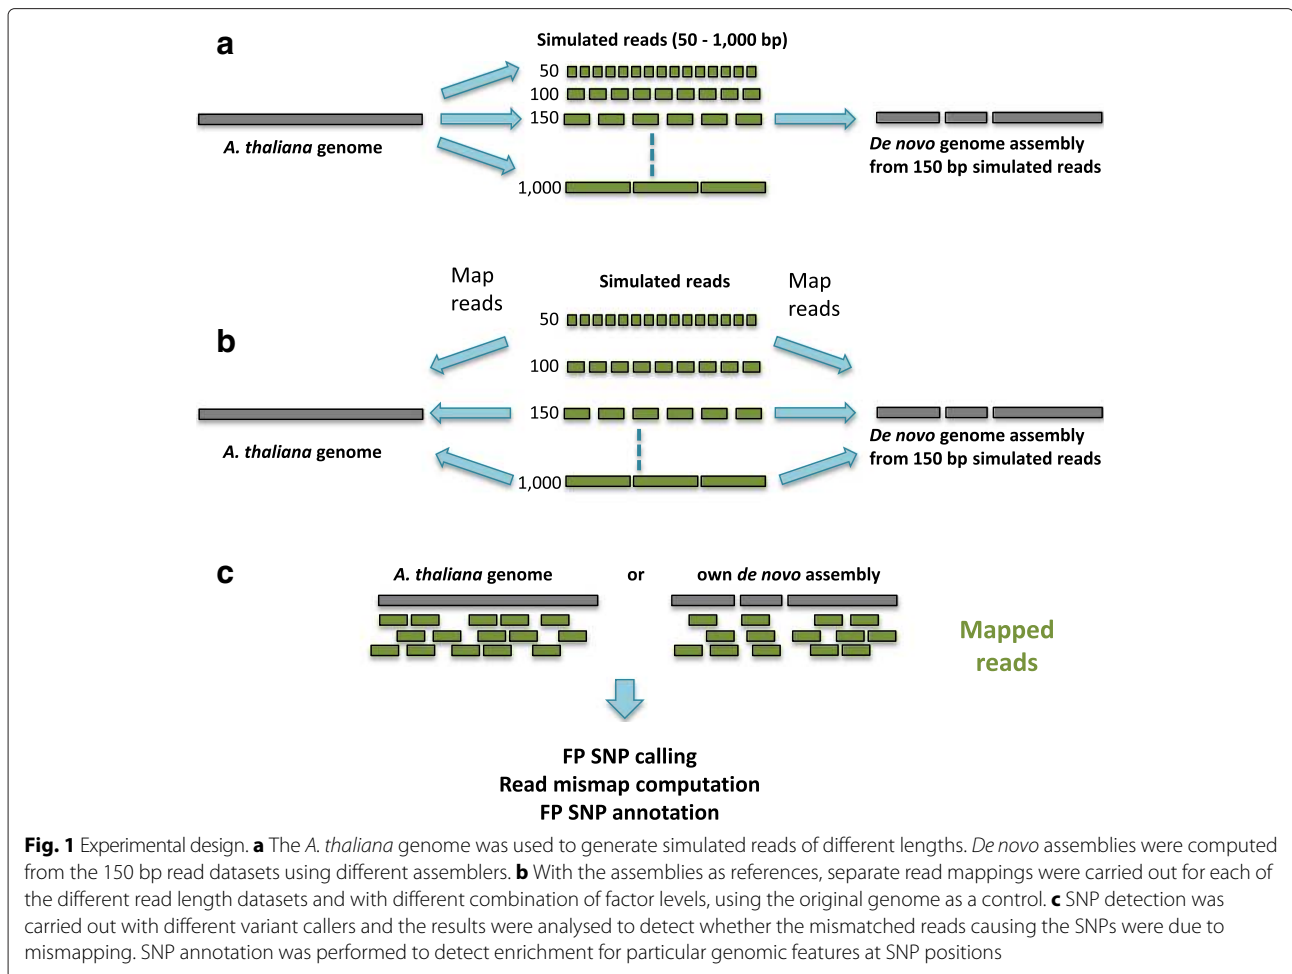 a
Simulated reads (50 - 1,000 bp)
50
100
150
1,000
A. thaliana genome
De novo genome assembly
from 150 bp simulated reads
b
Map
reads
Simulated reads
Map
reads
50
100
150
1,000
A. thaliana genome
De novo genome assembly
from 150 bp simulated reads
c
A. thaliana genome or own de novo assembly
Mapped
reads
FP SNP calling
Read mismap computation
FP SNP annotation
Fig. 1 Experimental design. a The A. thaliana genome was used to generate simulated reads of different lengths. De novo assemblies were computed
from the 150 bp read datasets using different assemblers. b With the assemblies as references, separate read mappings were carried out for each of
the different read length datasets and with different combination of factor levels, using the original genome as a control. c SNP detection was
carried out with different variant callers and the results were analysed to detect whether the mismatched reads causing the SNPs were due to
mismapping. SNP annotation was performed to detect enrichment for particular genomic features at SNP positions